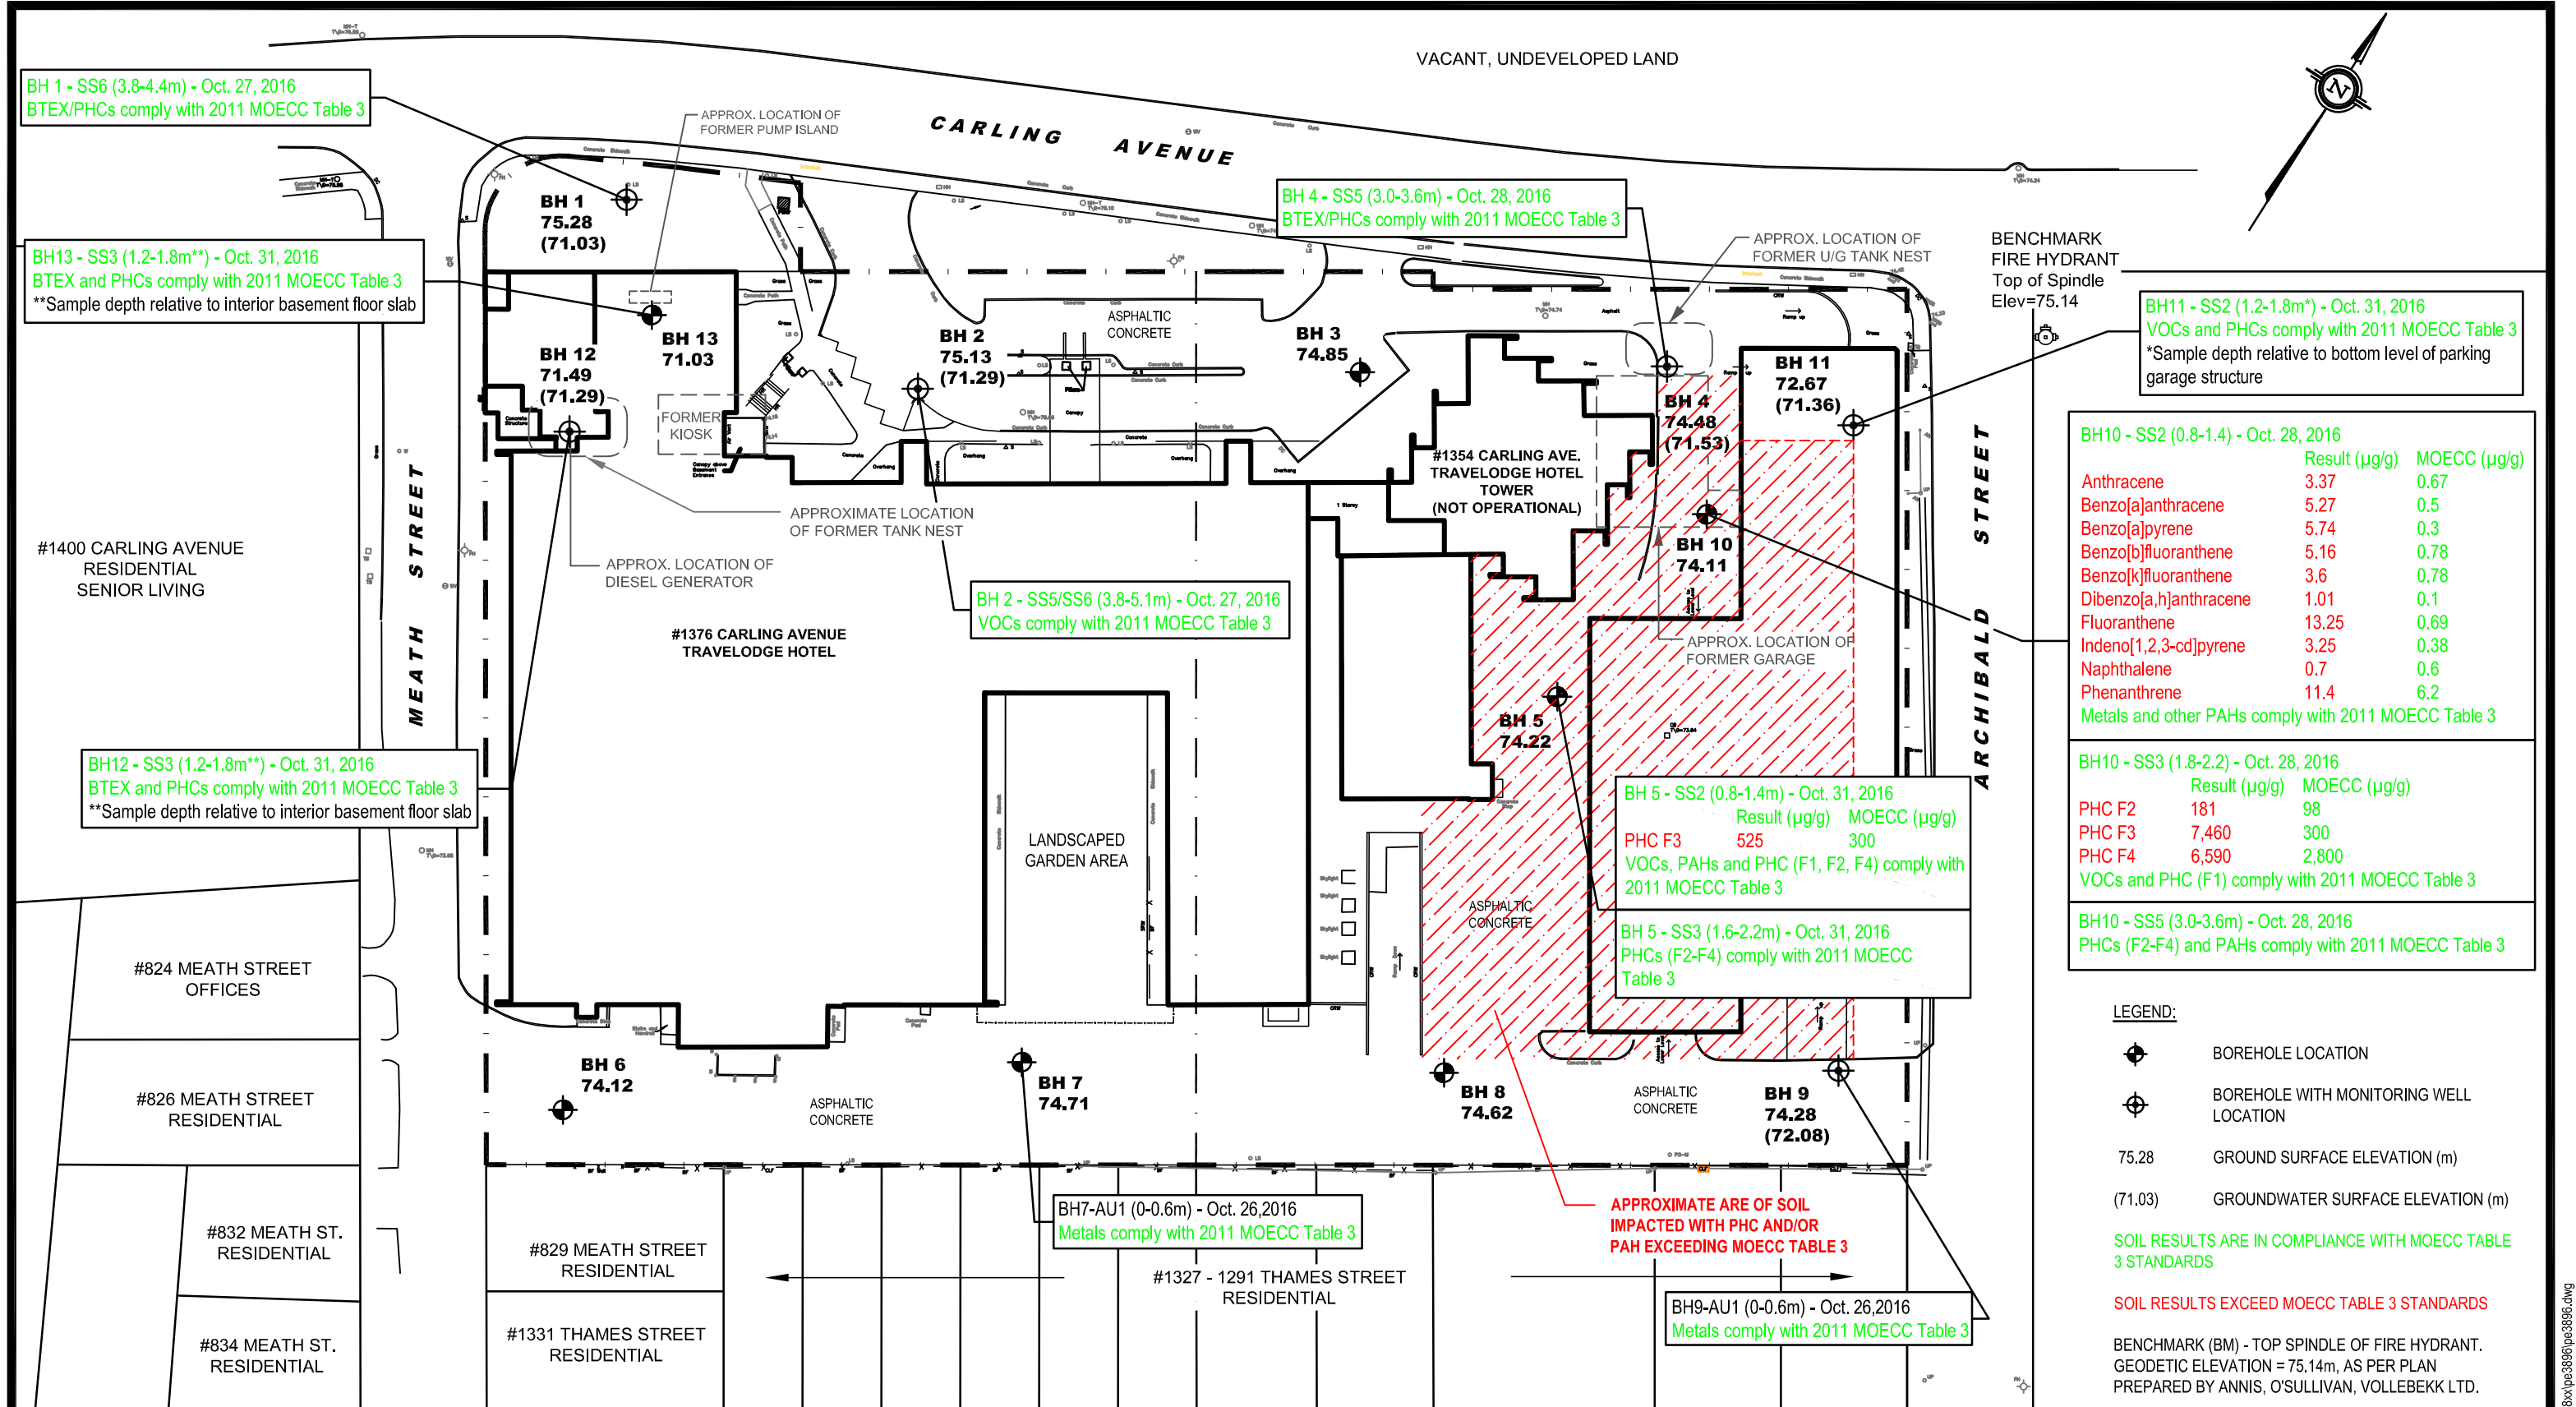 VACANT, UNDEVELOPED LAND
BH 1 - SS6 (3.8-4.4m) - Oct. 27, 2016
BTEX/PHCs comply with 2011 MOECC Table 3
APPROX. LOCATION OF
FORMER PUMP ISLAND
CARLING AVENUE
N
BH 1
75.28
(71.03)
BH 4 - SS5 (3.0-3.6m) - Oct. 28, 2016
BTEX/PHCs comply with 2011 MOECC Table 3
APPROX. LOCATION OF
FORMER U/G TANK NEST
BENCHMARK
FIRE HYDRANT
Top of Spindle
Elev=75.14
BH13 - SS3 (1.2-1.8m**) - Oct. 31, 2016
BTEX and PHCs comply with 2011 MOECC Table 3
**Sample depth relative to interior basement floor slab
BH11 - SS2 (1.2-1.8m*) - Oct. 31, 2016
VOCs and PHCs comply with 2011 MOECC Table 3
*Sample depth relative to bottom level of parking
garage structure
BH 13
71.03
BH 12
71.49
(71.29)
BH 2
75.13
(71.29)
ASPHALTIC
CONCRETE
BH 3
74.85
BH 11
72.67
(71.36)
BH 4
74.48
(71.53)
FORMER
KIOSK
#1354 CARLING AVE.
TRAVELODGE HOTEL
TOWER
(NOT OPERATIONAL)
1 Storey
BH10 - SS2 (0.8-1.4) - Oct. 28, 2016
Result (µg/g) MOECC (µg/g)
Anthracene 3.37 0.67
Benzo[a]anthracene 5.27 0.5
Benzo[a]pyrene 5.74 0.3
Benzo[b]fluoranthene 5.16 0.78
Benzo[k]fluoranthene 3.6 0.78
Dibenzo[a,h]anthracene 1.01 0.1
Fluoranthene 13.25 0.69
Indeno[1,2,3-cd]pyrene 3.25 0.38
Naphthalene 0.7 0.6
Phenanthrene 11.4 6.2
Metals and other PAHs comply with 2011 MOECC Table 3
BH10 - SS3 (1.8-2.2) - Oct. 28, 2016
Result (µg/g) MOECC (µg/g)
PHC F2 181 98
PHC F3 7,460 300
PHC F4 6,590 2,800
VOCs and PHC (F1) comply with 2011 MOECC Table 3
BH10 - SS5 (3.0-3.6m) - Oct. 28, 2016
PHCs (F2-F4) and PAHs comply with 2011 MOECC Table 3
APPROXIMATE LOCATION
OF FORMER TANK NEST
APPROX. LOCATION OF
DIESEL GENERATOR
#1400 CARLING AVENUE
RESIDENTIAL
SENIOR LIVING
MEATH STREET
ARCHIBALD STREET
BH 10
74.11
BH 2 - SS5/SS6 (3.8-5.1m) - Oct. 27, 2016
VOCs comply with 2011 MOECC Table 3
#1376 CARLING AVENUE
TRAVELODGE HOTEL
APPROX. LOCATION OF
FORMER GARAGE
BH 5
74.22
BH12 - SS3 (1.2-1.8m**) - Oct. 31, 2016
BTEX and PHCs comply with 2011 MOECC Table 3
**Sample depth relative to interior basement floor slab
BH 5 - SS2 (0.8-1.4m) - Oct. 31, 2016
Result (µg/g) MOECC (µg/g)
PHC F3 525 300
VOCs, PAHs and PHC (F1, F2, F4) comply with
2011 MOECC Table 3
BH 5 - SS3 (1.6-2.2m) - Oct. 31, 2016
PHCs (F2-F4) comply with 2011 MOECC
Table 3
LANDSCAPED
GARDEN AREA
ASPHALTIC
CONCRETE
#824 MEATH STREET
OFFICES
#826 MEATH STREET
RESIDENTIAL
BH 6
74.12
ASPHALTIC
CONCRETE
BH 7
74.71
BH 8
74.62
ASPHALTIC
CONCRETE
BH 9
74.28
(72.08)
LEGEND:
BOREHOLE LOCATION
BOREHOLE WITH MONITORING WELL
LOCATION
75.28 GROUND SURFACE ELEVATION (m)
(71.03) GROUNDWATER SURFACE ELEVATION (m)
SOIL RESULTS ARE IN COMPLIANCE WITH MOECC TABLE
3 STANDARDS
SOIL RESULTS EXCEED MOECC TABLE 3 STANDARDS
BENCHMARK (BM) - TOP SPINDLE OF FIRE HYDRANT.
GEODETIC ELEVATION = 75.14m, AS PER PLAN
PREPARED BY ANNIS, O'SULLIVAN, VOLLEBEKK LTD.
BH7-AU1 (0-0.6m) - Oct. 26,2016
Metals comply with 2011 MOECC Table 3
APPROXIMATE ARE OF SOIL
IMPACTED WITH PHC AND/OR
PAH EXCEEDING MOECC TABLE 3
#832 MEATH ST.
RESIDENTIAL
#829 MEATH STREET
RESIDENTIAL
#1327 - 1291 THAMES STREET
RESIDENTIAL
BH9-AU1 (0-0.6m) - Oct. 26,2016
Metals comply with 2011 MOECC Table 3
#834 MEATH ST.
RESIDENTIAL
#1331 THAMES STREET
RESIDENTIAL